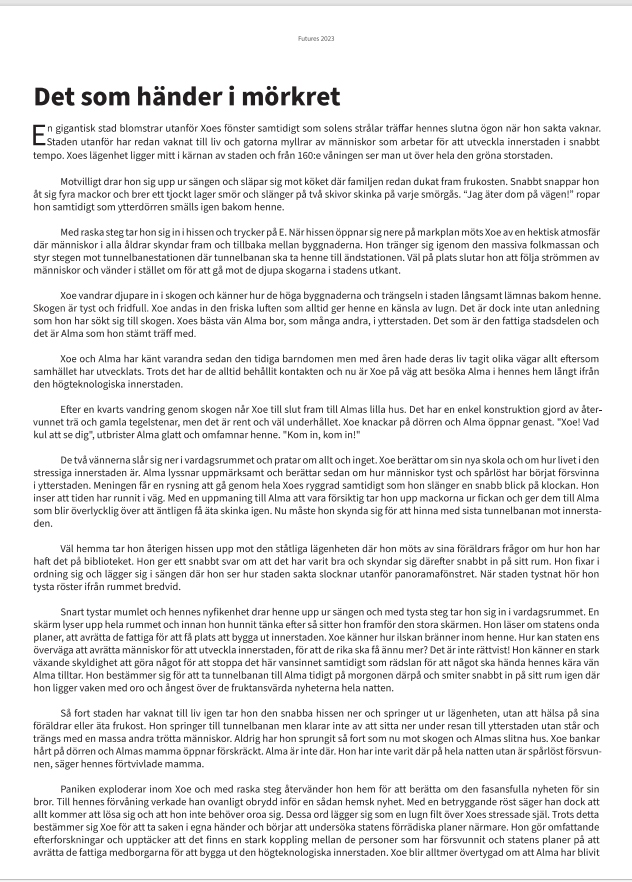 Futures 2023
Det som händer i mörkret
En gigantisk stad blomstrar utanför Xoes fönster samtidigt som solens strålar träffar hennes slutna ögon när hon sakta vaknar.
Staden utanför har redan vaknat till liv och gatorna myllrar av människor som arbetar för att utveckla innerstaden i snabbt
tempo. Xoes lägenhet ligger mitt i kärnan av staden och från 160:e våningen ser man ut över hela den gröna storstaden.
Motvilligt drar hon sig upp ur sängen och släpar sig mot köket där familjen redan dukat fram frukosten. Snabbt snappar hon
åt sig fyra mackor och brer ett tjockt lager smör och slänger på två skivor skinka på varje smörgås. “Jag äter dom på vägen!” ropar
hon samtidigt som ytterdörren smälls igen bakom henne.
Med raska steg tar hon sig in i hissen och trycker på E. När hissen öppnar sig nere på markplan möts Xoe av en hektisk atmosfär
där människor i alla åldrar skyndar fram och tillbaka mellan byggnaderna. Hon tränger sig igenom den massiva folkmassan och
styr stegen mot tunnelbanestationen där tunnelbanan ska ta henne till ändstationen. Väl på plats slutar hon att följa strömmen av
människor och vänder i stället om för att gå mot de djupa skogarna i stadens utkant.
Xoe vandrar djupare in i skogen och känner hur de höga byggnaderna och trängseln i staden långsamt lämnas bakom henne.
Skogen är tyst och fridfull. Xoe andas in den friska luften som alltid ger henne en känsla av lugn. Det är dock inte utan anledning
som hon har sökt sig till skogen. Xoes bästa vän Alma bor, som många andra, i ytterstaden. Det som är den fattiga stadsdelen och
det är Alma som hon stämt träff med.
Xoe och Alma har känt varandra sedan den tidiga barndomen men med åren hade deras liv tagit olika vägar allt eftersom
samhället har utvecklats. Trots det har de alltid behållit kontakten och nu är Xoe på väg att besöka Alma i hennes hem långt ifrån
den högteknologiska innerstaden.
Efter en kvarts vandring genom skogen når Xoe till slut fram till Almas lilla hus. Det har en enkel konstruktion gjord av åter-
vunnet trä och gamla tegelstenar, men det är rent och väl underhållet. Xoe knackar på dörren och Alma öppnar genast. "Xoe! Vad
kul att se dig", utbrister Alma glatt och omfamnar henne. "Kom in, kom in!"
De två vännerna slår sig ner i vardagsrummet och pratar om allt och inget. Xoe berättar om sin nya skola och om hur livet i den
stressiga innerstaden är. Alma lyssnar uppmärksamt och berättar sedan om hur människor tyst och spårlöst har börjat försvinna
i ytterstaden. Meningen får en rysning att gå genom hela Xoes ryggrad samtidigt som hon slänger en snabb blick på klockan. Hon
inser att tiden har runnit i väg. Med en uppmaning till Alma att vara försiktig tar hon upp mackorna ur fickan och ger dem till Alma
som blir överlycklig över att äntligen få äta skinka igen. Nu måste hon skynda sig för att hinna med sista tunnelbanan mot innersta-
den.
Väl hemma tar hon återigen hissen upp mot den ståtliga lägenheten där hon möts av sina föräldrars frågor om hur hon har
haft det på biblioteket. Hon ger ett snabbt svar om att det har varit bra och skyndar sig därefter snabbt in på sitt rum. Hon fixar i
ordning sig och lägger sig i sängen där hon ser hur staden sakta slocknar utanför panoramafönstret. När staden tystnat hör hon
tysta röster ifrån rummet bredvid.
Snart tystar mumlet och hennes nyfikenhet drar henne upp ur sängen och med tysta steg tar hon sig in i vardagsrummet. En
skärm lyser upp hela rummet och innan hon hunnit tänka efter så sitter hon framför den stora skärmen. Hon läser om statens onda
planer, att avrätta de fattiga för att få plats att bygga ut innerstaden. Xoe känner hur ilskan bränner inom henne. Hur kan staten ens
överväga att avrätta människor för att utveckla innerstaden, för att de rika ska få ännu mer? Det är inte rättvist! Hon känner en stark
växande skyldighet att göra något för att stoppa det här vansinnet samtidigt som rädslan för att något ska hända hennes kära vän
Alma tilltar. Hon bestämmer sig för att ta tunnelbanan till Alma tidigt på morgonen därpå och smiter snabbt in på sitt rum igen där
hon ligger vaken med oro och ångest över de fruktansvärda nyheterna hela natten.
Så fort staden har vaknat till liv igen tar hon den snabba hissen ner och springer ut ur lägenheten, utan att hälsa på sina
föräldrar eller äta frukost. Hon springer till tunnelbanan men klarar inte av att sitta ner under resan till ytterstaden utan står och
trängs med en massa andra trötta människor. Aldrig har hon sprungit så fort som nu mot skogen och Almas slitna hus. Xoe bankar
hårt på dörren och Almas mamma öppnar förskräckt. Alma är inte där. Hon har inte varit där på hela natten utan är spårlöst försvun-
nen, säger hennes förtvivlade mamma.
Paniken exploderar inom Xoe och med raska steg återvänder hon hem för att berätta om den fasansfulla nyheten för sin
bror. Till hennes förvåning verkade han ovanligt obrydd inför en sådan hemsk nyhet. Med en betryggande röst säger han dock att
allt kommer att lösa sig och att hon inte behöver oroa sig. Dessa ord lägger sig som en lugn filt över Xoes stressade själ. Trots detta
bestämmer sig Xoe för att ta saken i egna händer och börjar att undersöka statens förrädiska planer närmare. Hon gör omfattande
efterforskningar och upptäcker att det finns en stark koppling mellan de personer som har försvunnit och statens planer på att
avrätta de fattiga medborgarna för att bygga ut den högteknologiska innerstaden. Xoe blir alltmer övertygad om att Alma har blivit